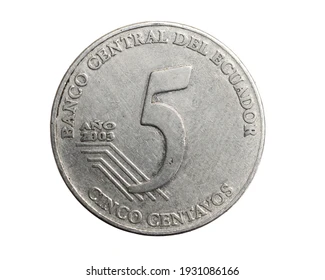 BANCO CENTRAL DEL ECUADOR
AÑO
2003
5
CINCO CENTAVOS
shutterstock.com · 1931086166